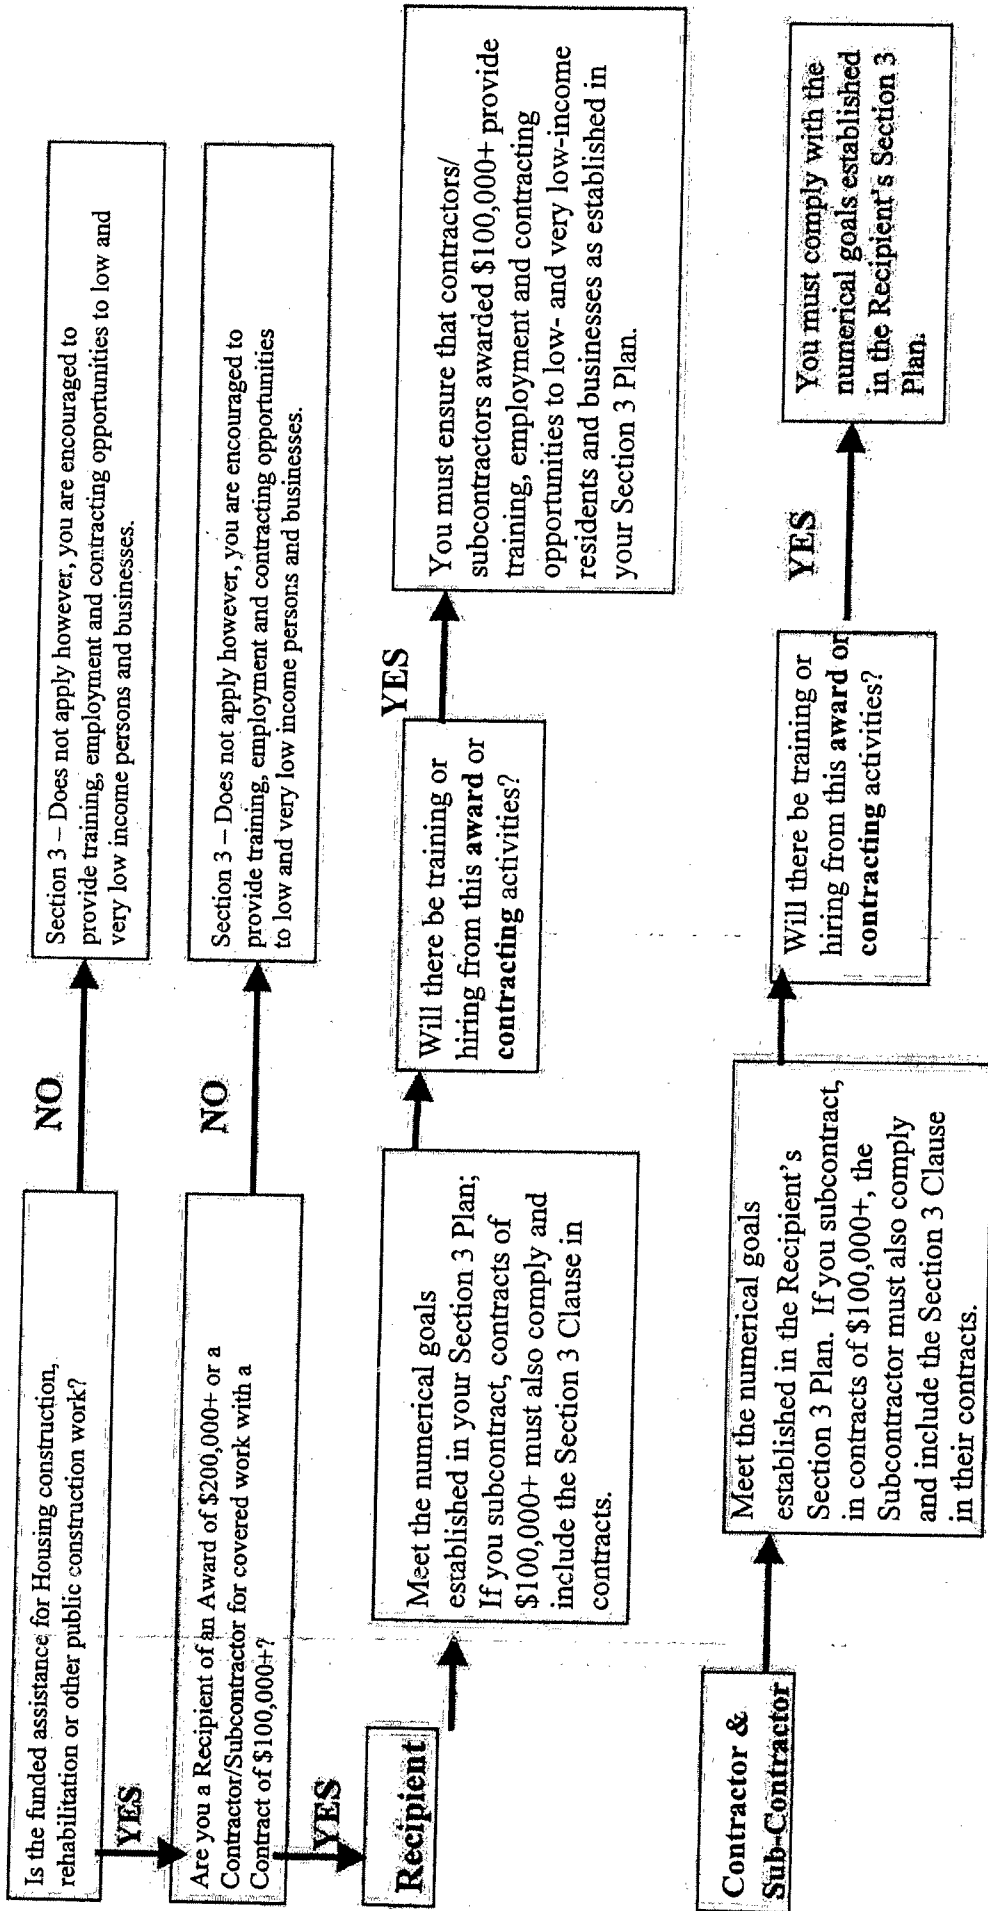 Is the funded assistance for Housing construction,
rehabilitation or other public construction work?
NO
Section 3 – Does not apply however, you are encouraged to
provide training, employment and contracting opportunities to low and
very low income persons and businesses.
YES
Are you a Recipient of an Award of $200,000+ or a
Contractor/Subcontractor for covered work with a
Contract of $100,000+?
NO
Section 3 – Does not apply however, you are encouraged to
provide training, employment and contracting opportunities
to low and very low income persons and businesses.
YES
Recipient
Meet the numerical goals
established in your Section 3 Plan;
If you subcontract, contracts of
$100,000+ must also comply and
include the Section 3 Clause in
contracts.
Will there be training or
hiring from this award or
contracting activities?
YES
You must ensure that contractors/
subcontractors awarded $100,000+ provide
training, employment and contracting
opportunities to low- and very low-income
residents and businesses as established in
your Section 3 Plan.
Contractor &
Sub-Contractor
Meet the numerical goals
established in the Recipient's
Section 3 Plan. If you subcontract,
in contracts of $100,000+, the
Subcontractor must also comply
and include the Section 3 Clause
in their contracts.
Will there be training or
hiring from this award or
contracting activities?
YES
You must comply with the
numerical goals established
in the Recipient's Section 3
Plan.